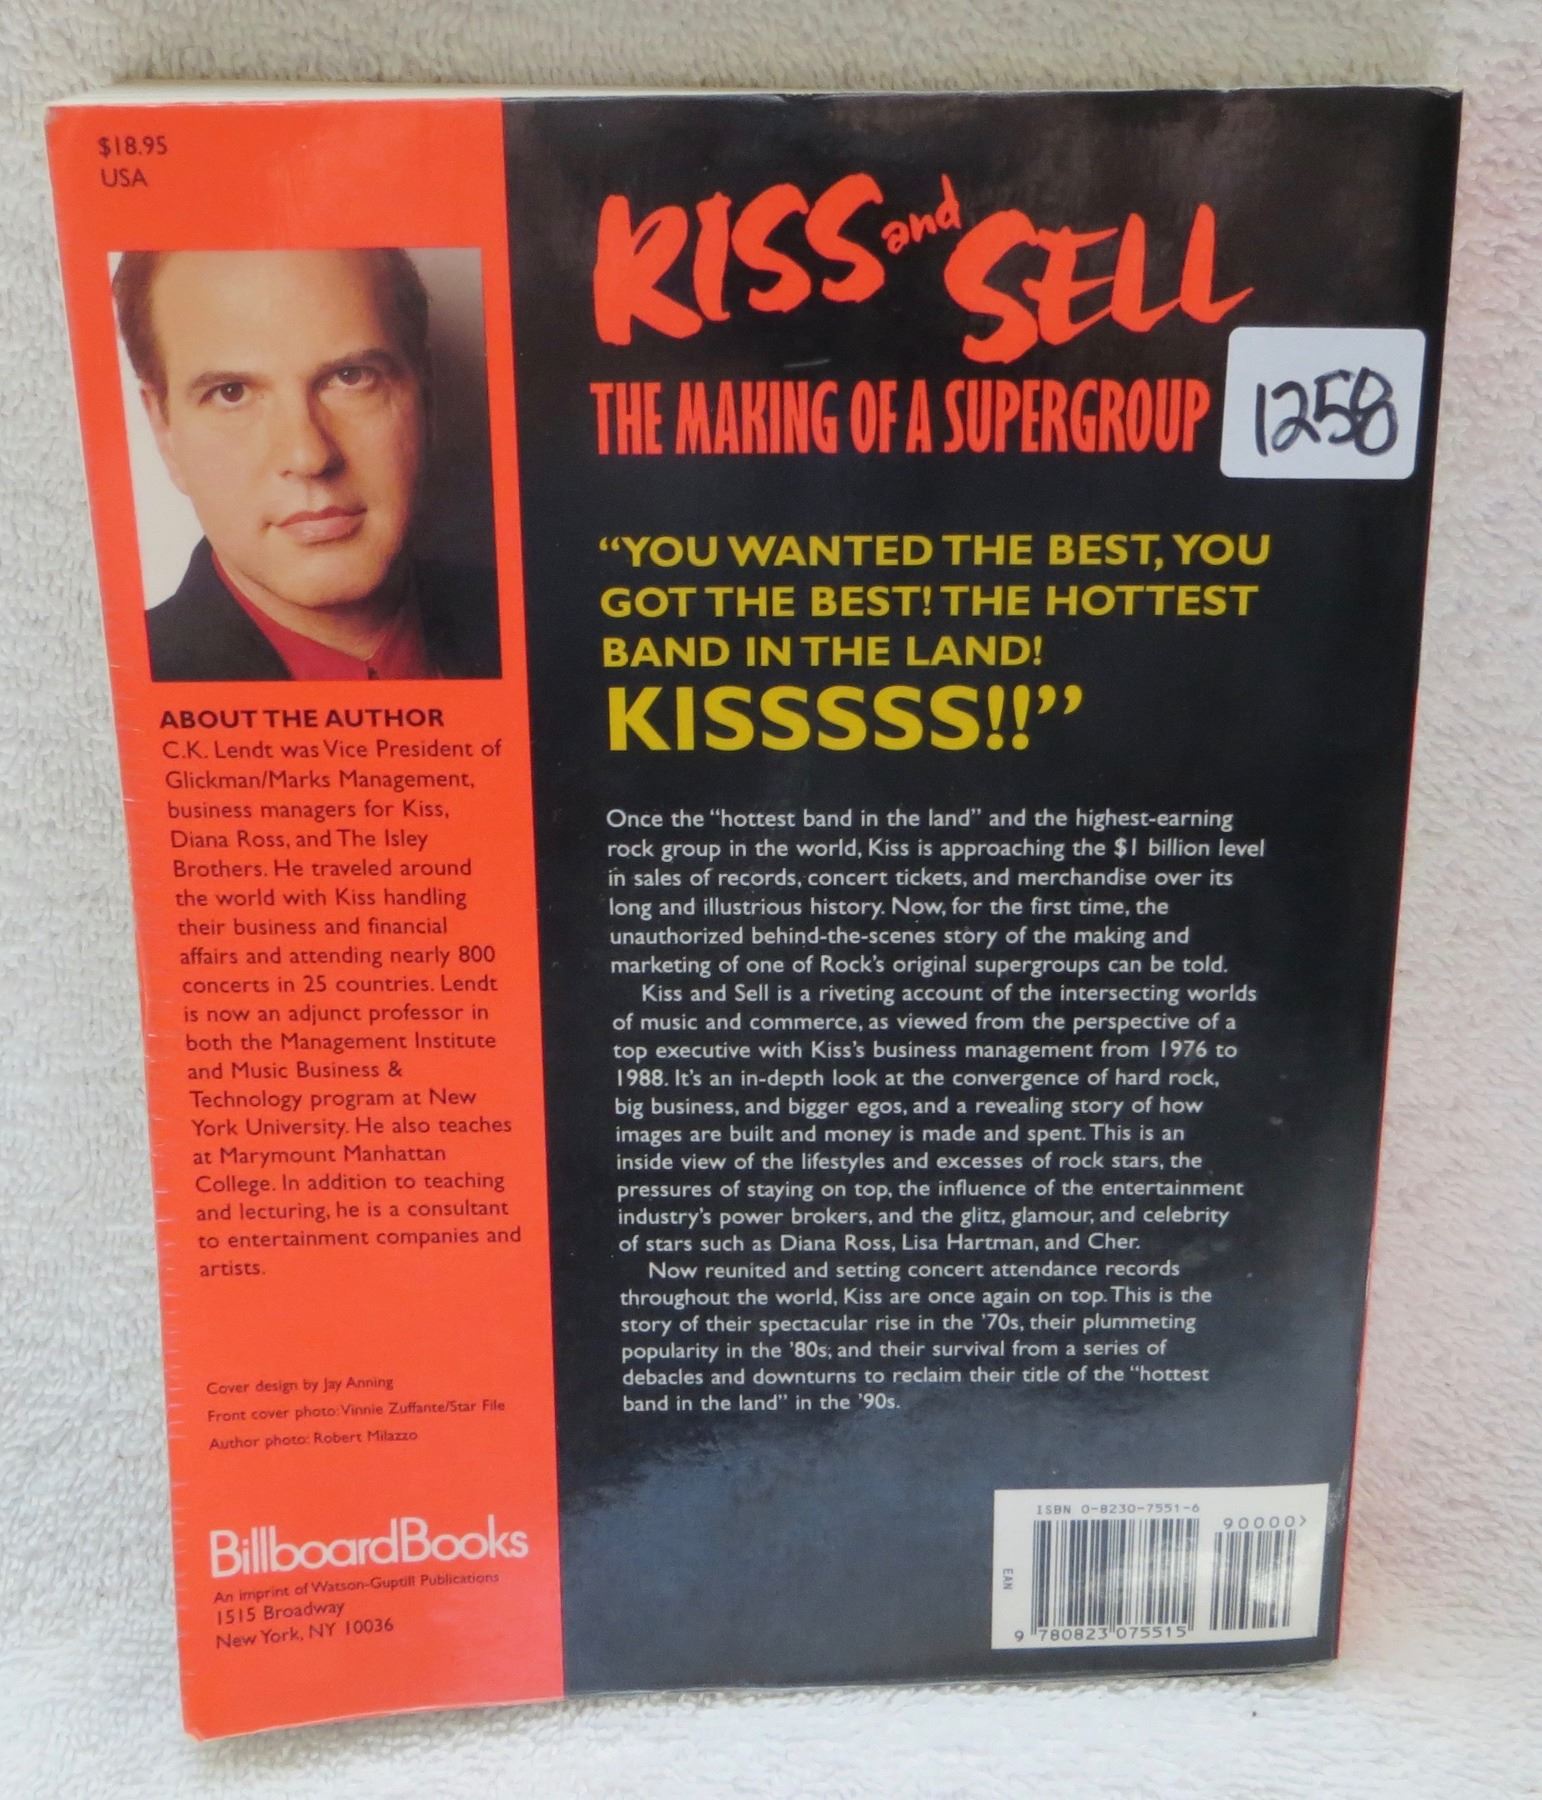 $18.95
USA
ABOUT THE AUTHOR
C.K. Lendt was Vice President of
Glickman/Marks Management,
business managers for Kiss,
Diana Ross, and The Isley
Brothers. He traveled around
the world with Kiss handling
their business and financial
affairs and attending nearly 800
concerts in 25 countries. Lendt
is now an adjunct professor in
both the Management Institute
and Music Business &
Technology program at New
York University. He also teaches
at Marymount Manhattan
College. In addition to teaching
and lecturing, he is a consultant
to entertainment companies and
artists.
Cover design by Jay Anning
Front cover photo: Vinnie Zuffante/Star File
Author photo: Robert Milazzo
BillboardBooks
An imprint of Watson-Guptill Publications
1515 Broadway
New York, NY 10036
KISS and SELL
THE MAKING OF A SUPERGROUP
1258
“YOU WANTED THE BEST, YOU
GOT THE BEST! THE HOTTEST
BAND IN THE LAND!
KISSSSS!!”
Once the “hottest band in the land” and the highest-earning
rock group in the world, Kiss is approaching the $1 billion level
in sales of records, concert tickets, and merchandise over its
long and illustrious history. Now, for the first time, the
unauthorized behind-the-scenes story of the making and
marketing of one of Rock’s original supergroups can be told.
Kiss and Sell is a riveting account of the intersecting worlds
of music and commerce, as viewed from the perspective of a
top executive with Kiss’s business management from 1976 to
1988. It’s an in-depth look at the convergence of hard rock,
big business, and bigger egos, and a revealing story of how
images are built and money is made and spent. This is an
inside view of the lifestyles and excesses of rock stars, the
pressures of staying on top, the influence of the entertainment
industry’s power brokers, and the glitz, glamour, and celebrity
of stars such as Diana Ross, Lisa Hartman, and Cher.
Now reunited and setting concert attendance records
throughout the world, Kiss are once again on top. This is the
story of their spectacular rise in the ’70s, their plummeting
popularity in the ’80s, and their survival from a series of
debacles and downturns to reclaim their title of the “hottest
band in the land” in the ’90s.
ISBN 0-8230-7551-6
90000>
EAN
9 780823 075515